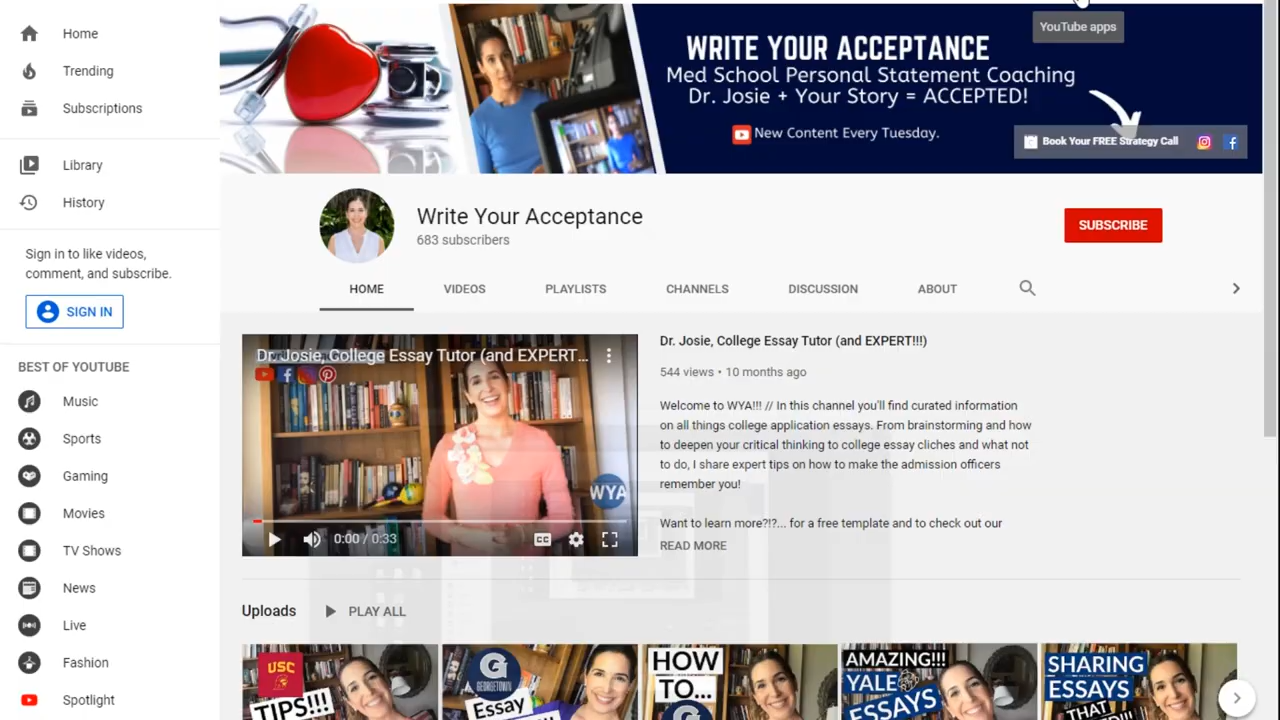 Home
Trending
Subscriptions
Library
History
Sign in to like videos,
comment, and subscribe.
SIGN IN
BEST OF YOUTUBE
Music
Sports
Gaming
Movies
TV Shows
News
Live
Fashion
Spotlight
YouTube apps
WRITE YOUR ACCEPTANCE
Med School Personal Statement Coaching
Dr. Josie + Your Story = ACCEPTED!
New Content Every Tuesday.
Book Your FREE Strategy Call
Write Your Acceptance
683 subscribers
SUBSCRIBE
HOME
VIDEOS
PLAYLISTS
CHANNELS
DISCUSSION
ABOUT
Dr. Josie, College Essay Tutor (and EXPERT...
WYA
0:00 / 0:33
CC
Dr. Josie, College Essay Tutor (and EXPERT!!!)
544 views • 10 months ago
Welcome to WYA!!! // In this channel you'll find curated information
on all things college application essays. From brainstorming and how
to deepen your critical thinking to college essay cliches and what not
to do, I share expert tips on how to make the admission officers
remember you!
Want to learn more?!?... for a free template and to check out our
READ MORE
Uploads
PLAY ALL
USC
TIPS!!!
G
GEORGETOWN
Essay
HOW
TO...
G
AMAZING!!!
YALE
ESSAYS
SHARING
ESSAYS
THAT